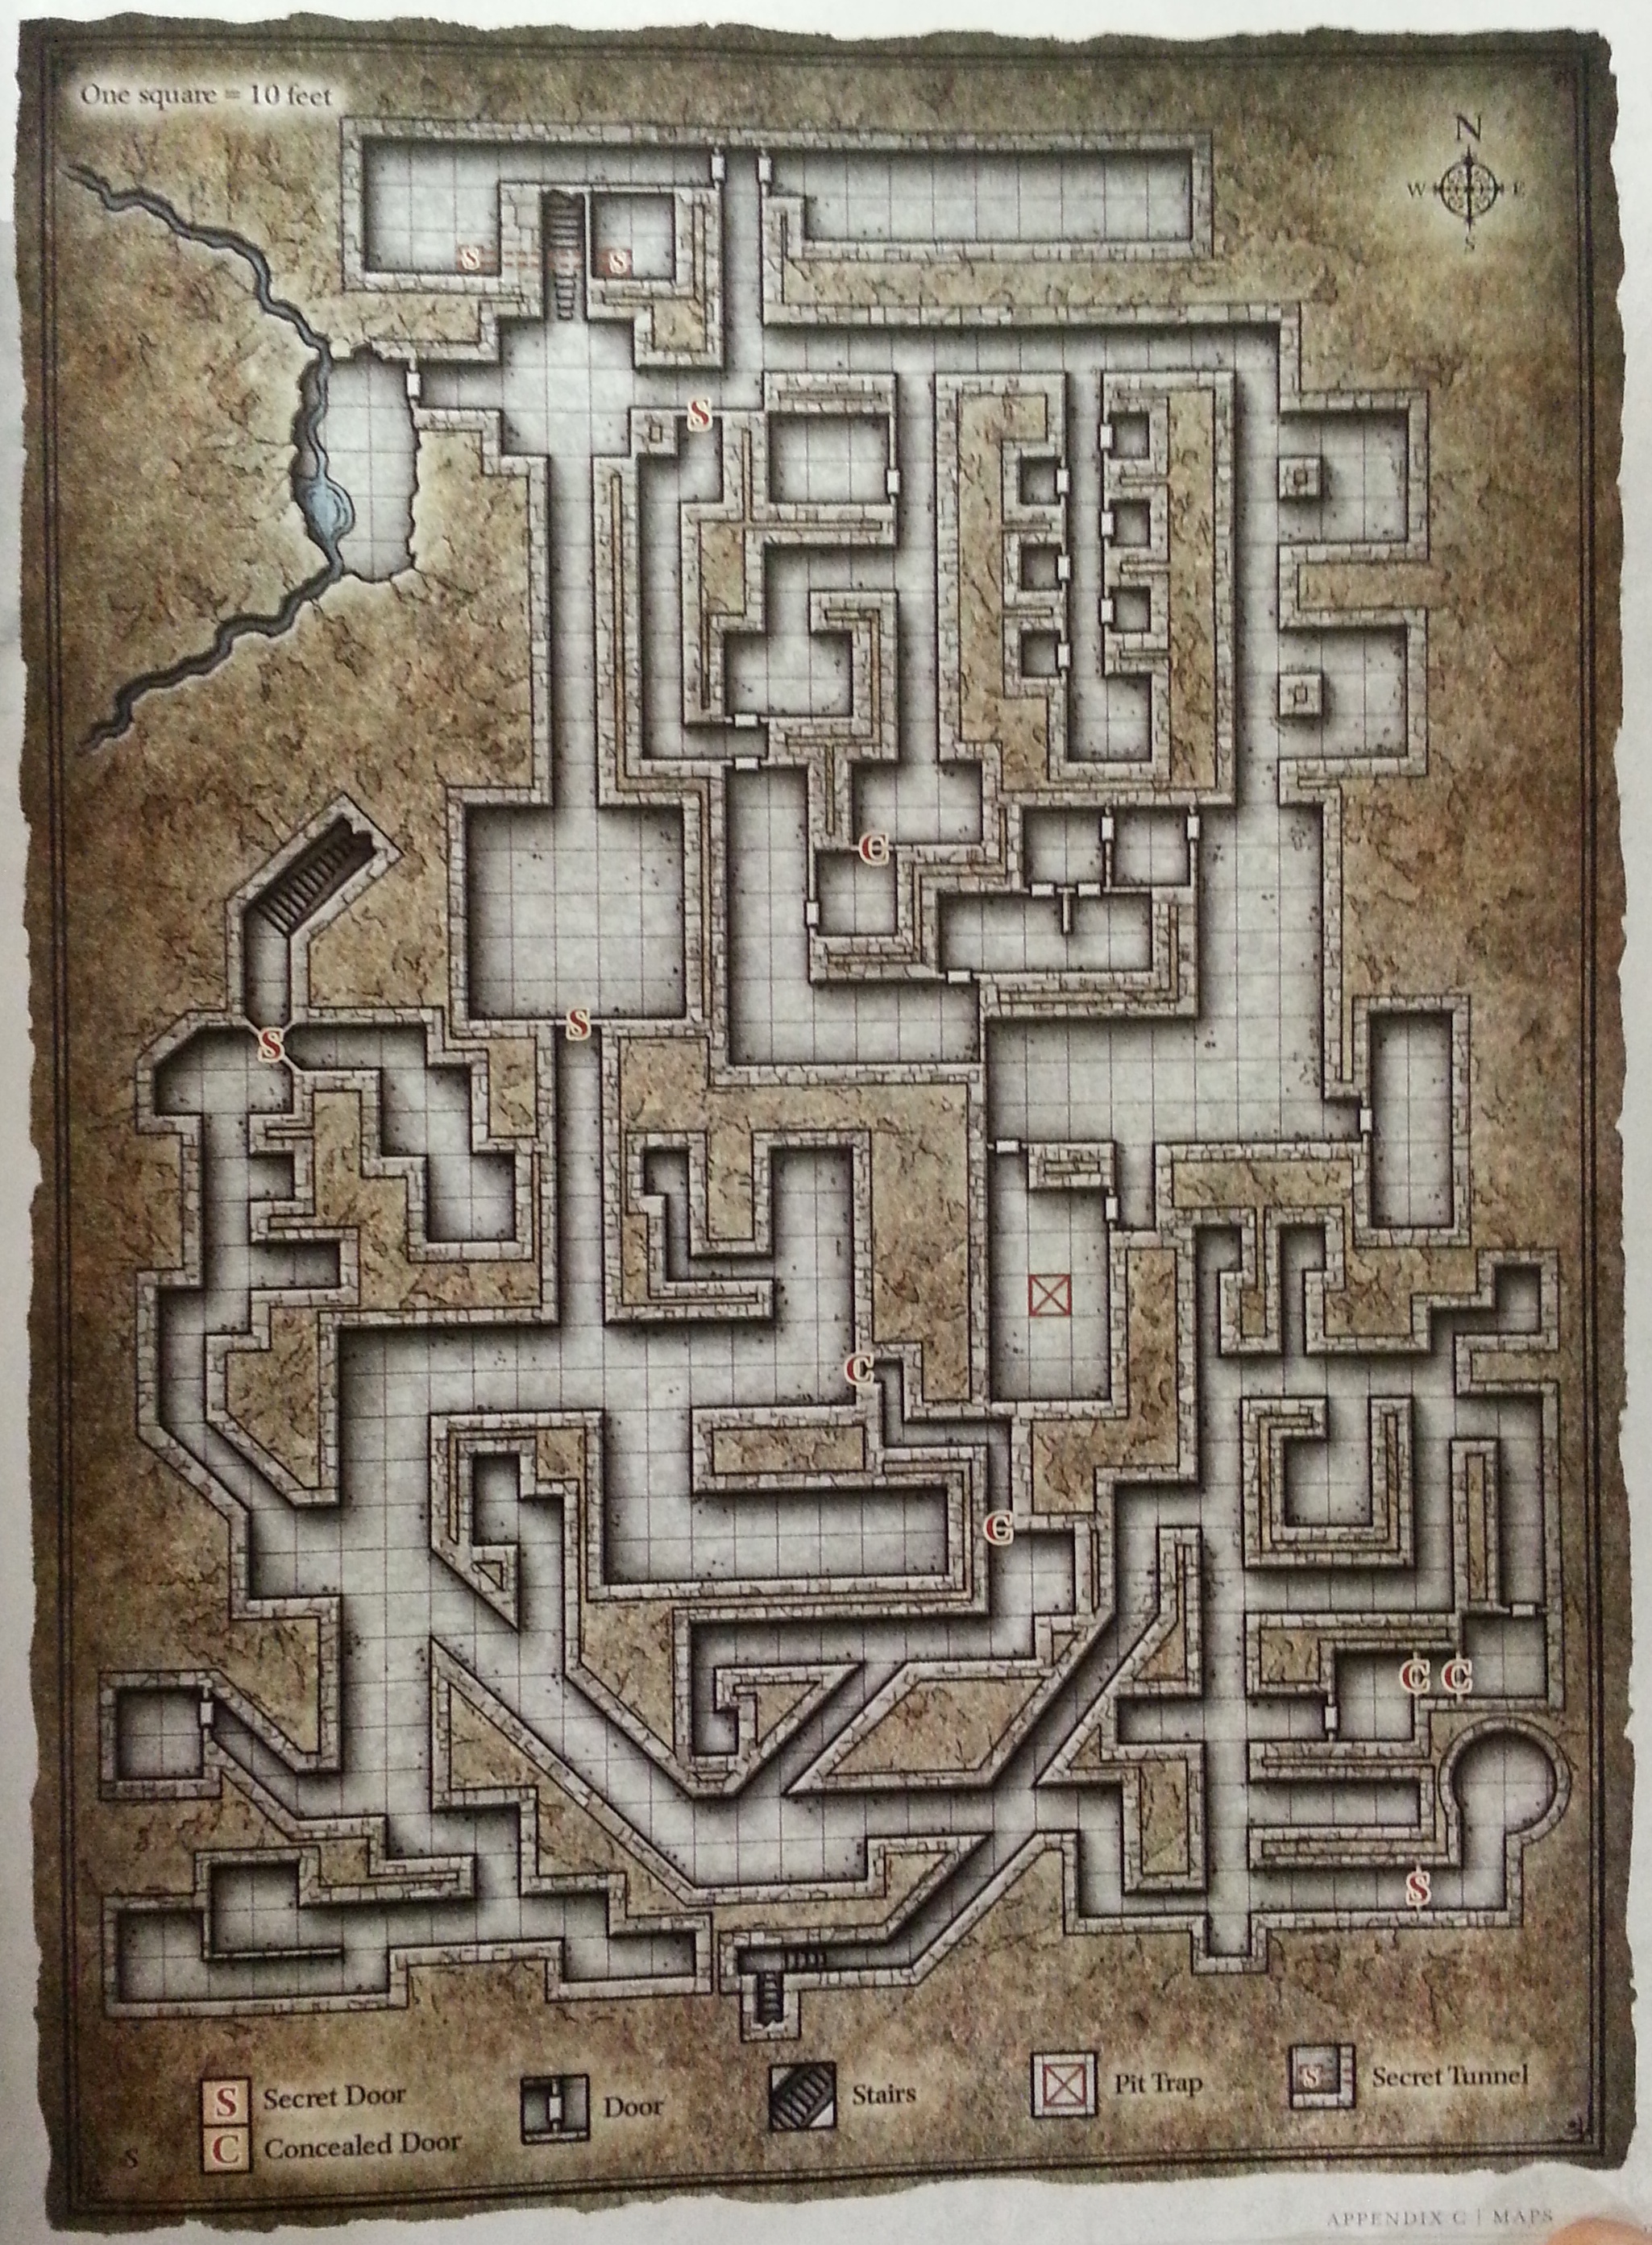 One square = 10 feet
N
W
E
S
S
S
S
S
S
S
C
C
C
C
C
S
S
S Secret Door
C Concealed Door
Door
Stairs
Pit Trap
S Secret Tunnel
APPENDIX C | MAPS